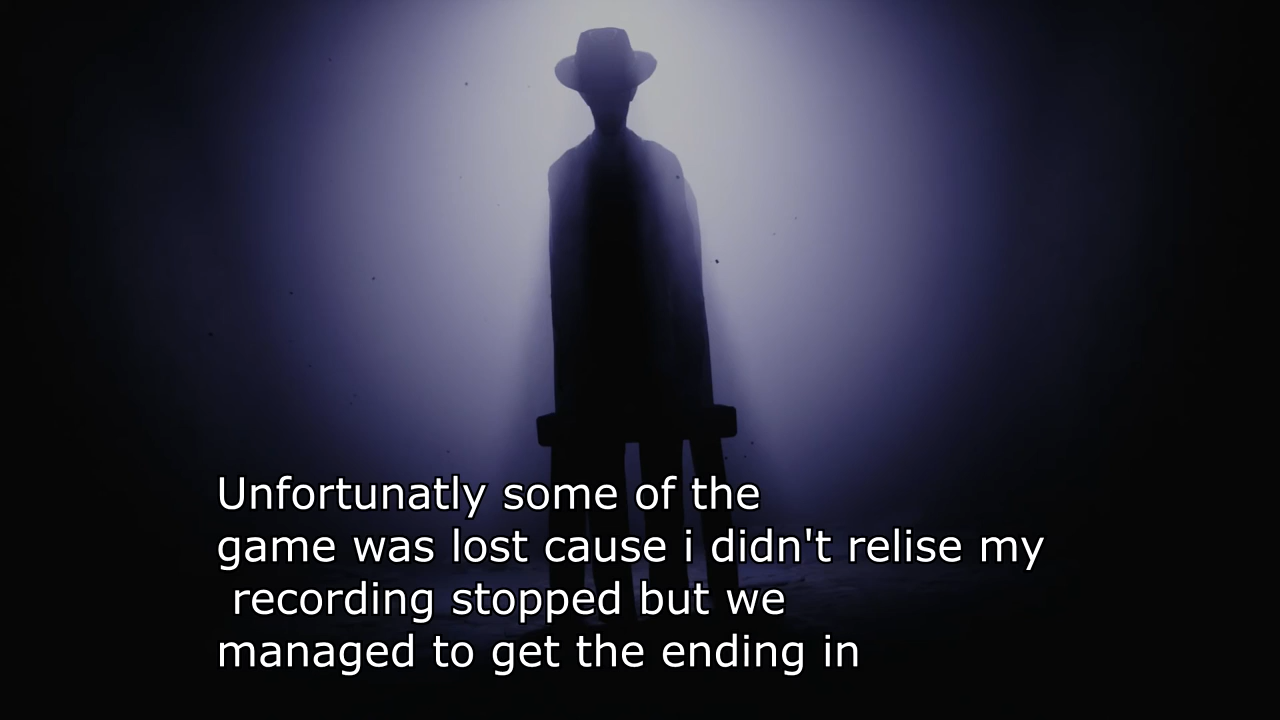 Unfortunatly some of the
game was lost cause i didn't relise my
recording stopped but we
managed to get the ending in